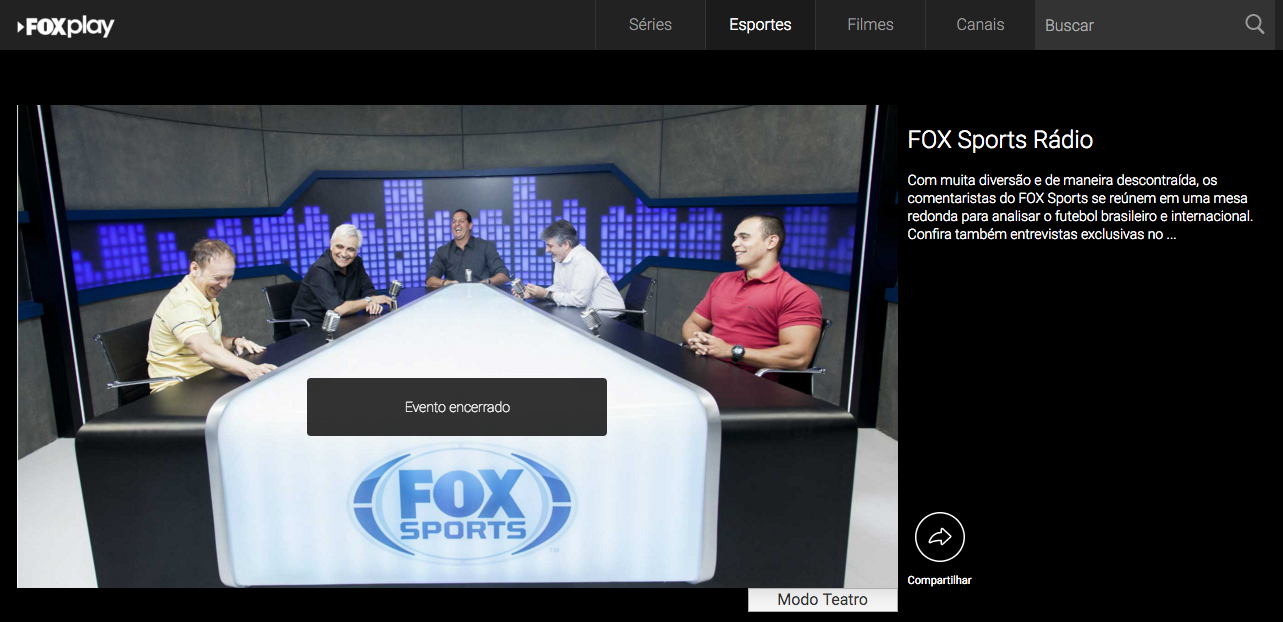 FOXplay
Séries
Esportes
Filmes
Canais
Buscar
FOX Sports Rádio
Com muita diversão e de maneira descontraída, os
comentaristas do FOX Sports se reúnem em uma mesa
redonda para analisar o futebol brasileiro e internacional.
Confira também entrevistas exclusivas no ...
Evento encerrado
FOX
SPORTS
TM
Compartilhar
Modo Teatro